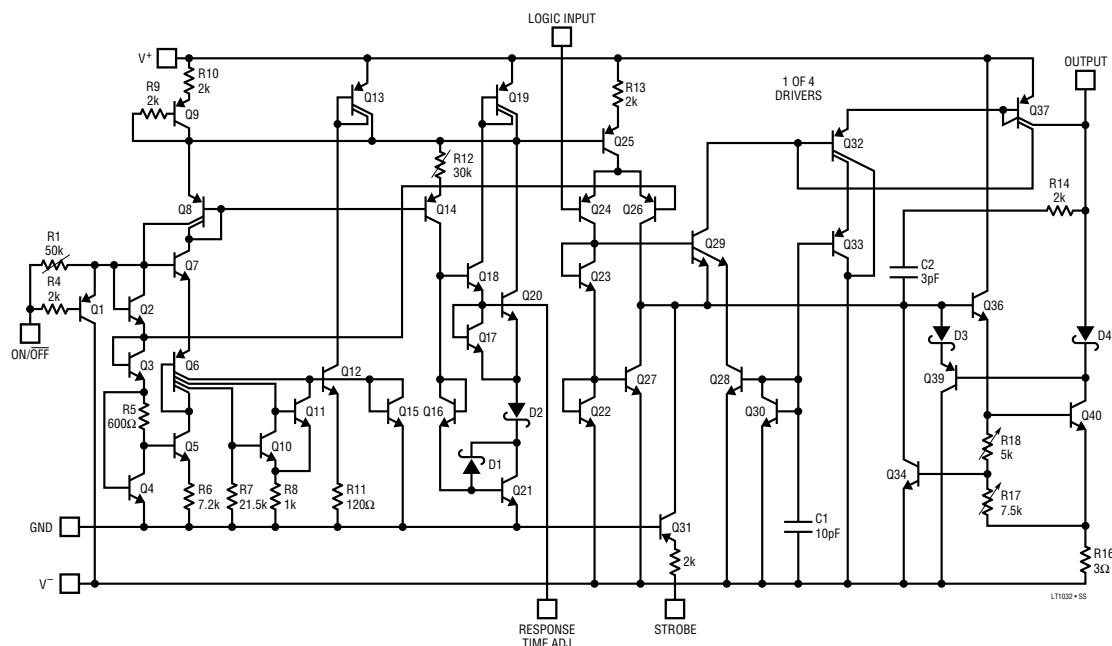 LOGIC INPUT
V+
R10
2k
R9
2k
Q9
Q13
Q19
R13
2k
1 OF 4
DRIVERS
OUTPUT
Q37
Q25
Q32
R12
30k
Q8
Q14
Q24
Q26
R14
2k
R1
50k
Q7
Q29
Q33
R4
2k
Q1
Q18
Q23
C2
3pF
Q2
Q20
Q36
ON/OFF
Q17
D3
D4
Q3
Q6
Q12
Q27
Q28
Q39
R5
600Ω
Q11
Q15
Q16
D2
Q22
Q30
Q40
Q5
Q10
D1
R18
5k
Q4
R6
7.2k
R7
21.5k
R8
1k
R11
120Ω
Q21
Q34
R17
7.5k
GND
Q31
C1
10pF
2k
R16
3Ω
V−
LT1032 • SS
RESPONSE
TIME ADJ
STROBE